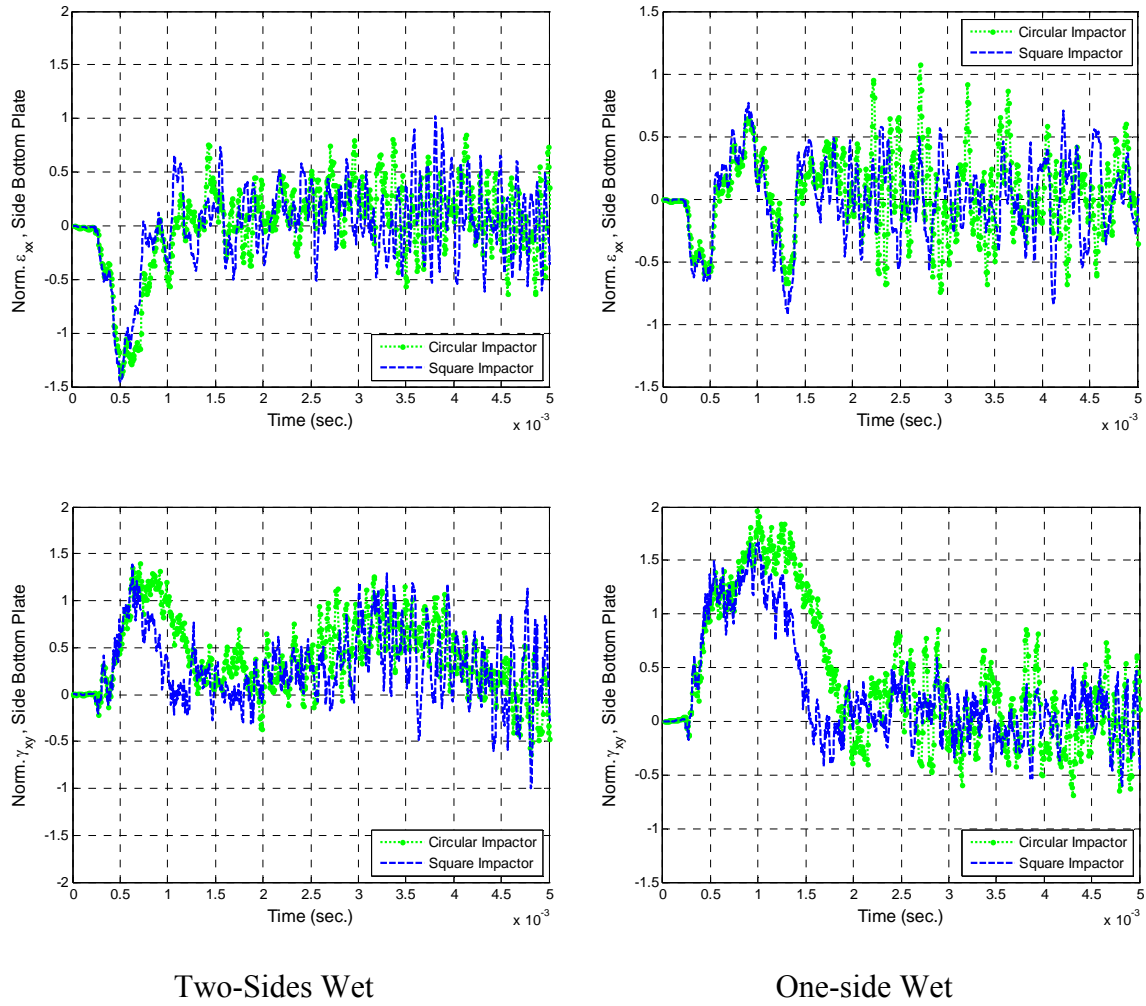 2
1.5
1
0.5
0
-0.5
-1
-1.5
0 0.5 1 1.5 2 2.5 3 3.5 4 4.5 5
x 10⁻³
Time (sec.)
Norm. εxx, Side Bottom Plate
Circular Impactor
Square Impactor
1.5
1
0.5
0
-0.5
-1
-1.5
0 0.5 1 1.5 2 2.5 3 3.5 4 4.5 5
x 10⁻³
Time (sec.)
Norm. εxx, Side Bottom Plate
Circular Impactor
Square Impactor
2
1.5
1
0.5
0
-0.5
-1
-1.5
-2
0 0.5 1 1.5 2 2.5 3 3.5 4 4.5 5
x 10⁻³
Time (sec.)
Norm. γxy, Side Bottom Plate
Circular Impactor
Square Impactor
2
1.5
1
0.5
0
-0.5
-1
-1.5
0 0.5 1 1.5 2 2.5 3 3.5 4 4.5 5
x 10⁻³
Time (sec.)
Norm. γxy, Side Bottom Plate
Circular Impactor
Square Impactor
Two-Sides Wet
One-side Wet